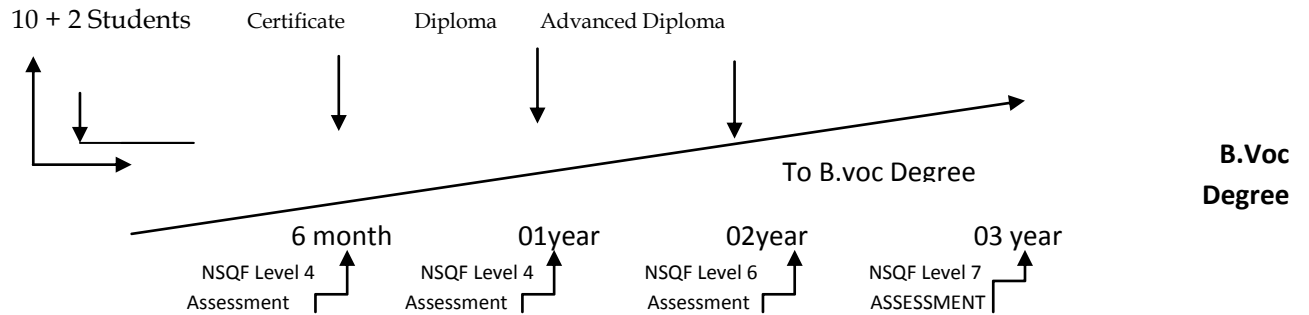 10 + 2 Students Certificate Diploma Advanced Diploma
To B.voc Degree
B.Voc
Degree
6 month 01year 02year 03 year
NSQF Level 4 NSQF Level 4 NSQF Level 6 NSQF Level 7
Assessment Assessment Assessment ASSESSMENT